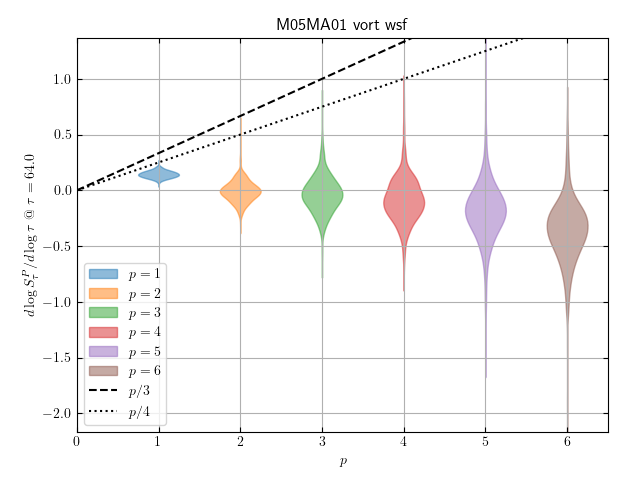 M05MA01 vort wsf
d log S_τ^P / d log τ @ τ = 64.0
1.0
0.5
0.0
−0.5
−1.0
−1.5
−2.0
p = 1
p = 2
p = 3
p = 4
p = 5
p = 6
p/3
p/4
0 1 2 3 4 5 6
p